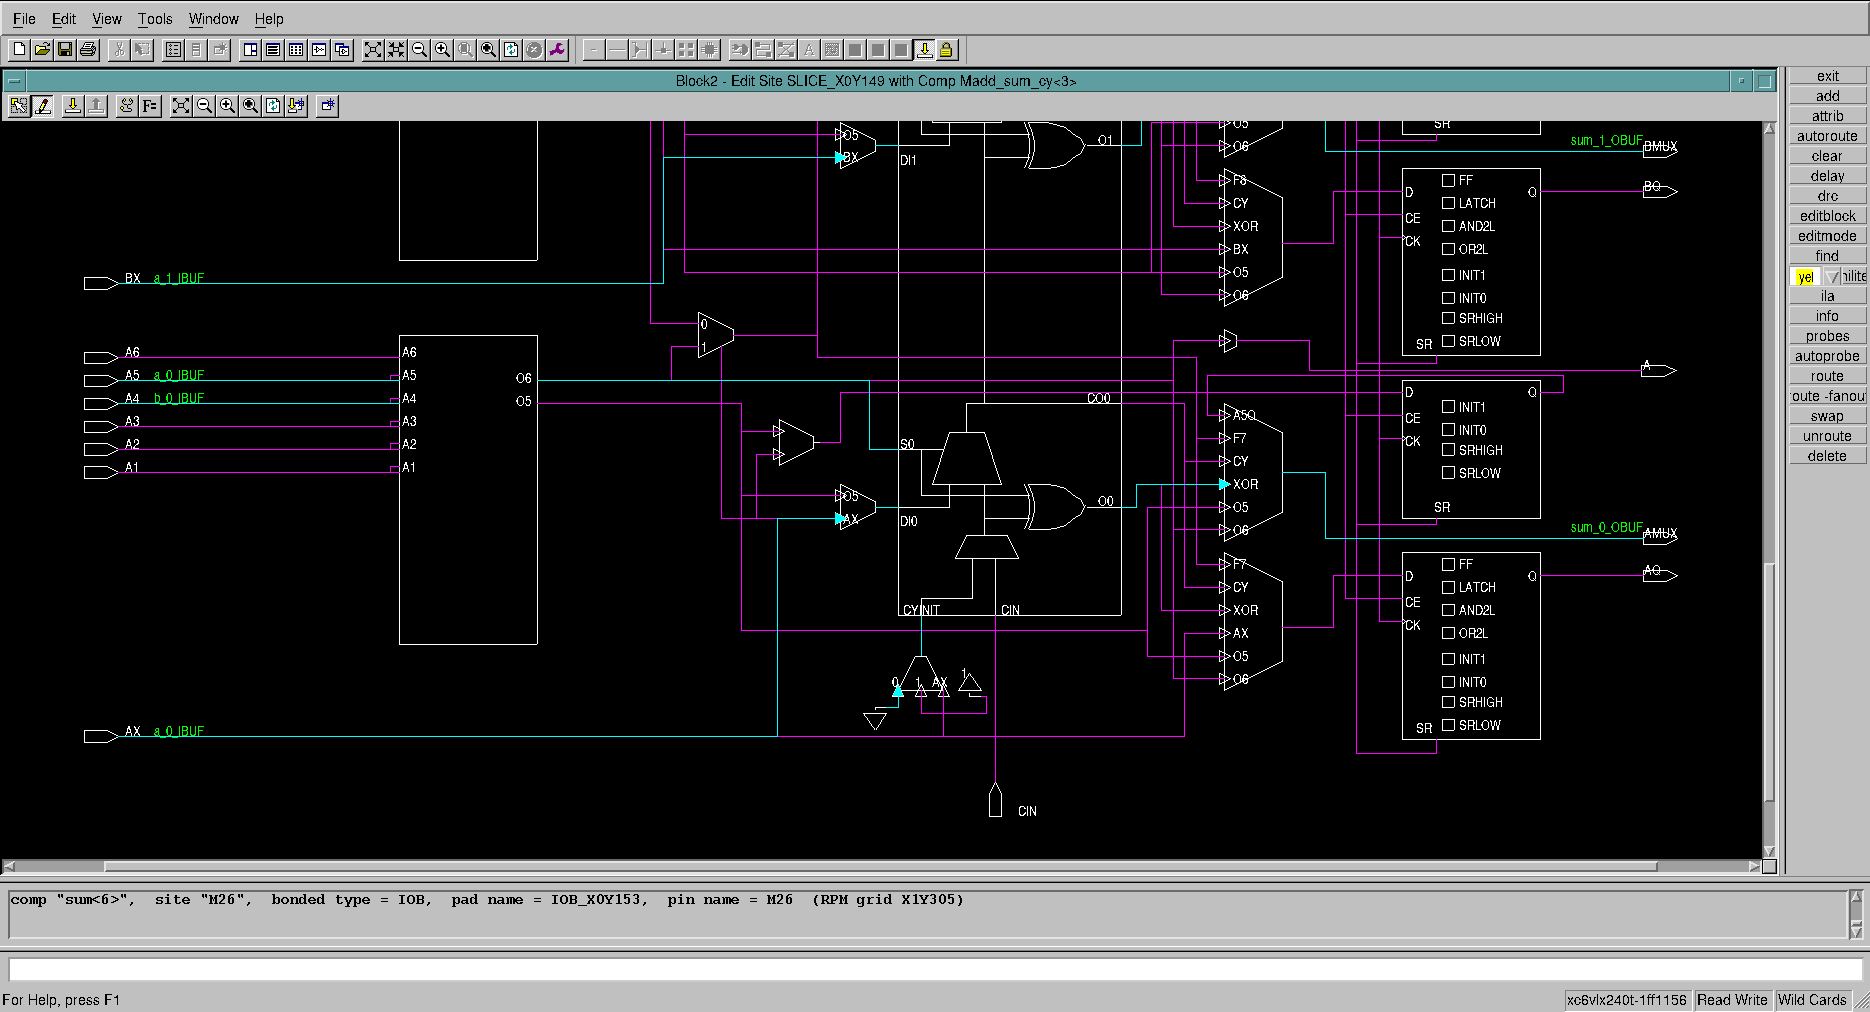 File Edit View Tools Window Help
Block2 - Edit Site SLICE_X0Y149 with Comp Madd_sum_cy<3>
F=
exit
add
attrib
autoroute
clear
delay
drc
editblock
editmode
find
yel
ila
info
probes
autoprobe
route
route -fanout
swap
unroute
delete
O5
BX
DI1
O1
O5
O6
SR
sum_1_OBUF BMUX
F8
CY
XOR
BX
O5
O6
D
CE
CK
SR
FF
LATCH
AND2L
OR2L
INIT1
INIT0
SRHIGH
SRLOW
Q
BQ
BX a_1_IBUF
0
1
A6
A5 a_0_IBUF
A4 b_0_IBUF
A3
A2
A1
A6
A5
A4
A3
A2
A1
O6
O5
A
CO0
S0
O5
AX
DI0
O0
CYINIT
CIN
A5Q
F7
CY
XOR
O5
O6
D
CE
CK
INIT1
INIT0
SRHIGH
SRLOW
SR
Q
sum_0_OBUF AMUX
F7
CY
XOR
AX
O5
O6
D
CE
CK
SR
FF
LATCH
AND2L
OR2L
INIT1
INIT0
SRHIGH
SRLOW
Q
AQ
0 1 AX
1
AX a_0_IBUF
CIN
comp "sum<6>", site "M26", bonded type = IOB, pad name = IOB_X0Y153, pin name = M26 (RPM grid X1Y305)
For Help, press F1
xc6vlx240t-1ff1156 Read Write Wild Cards